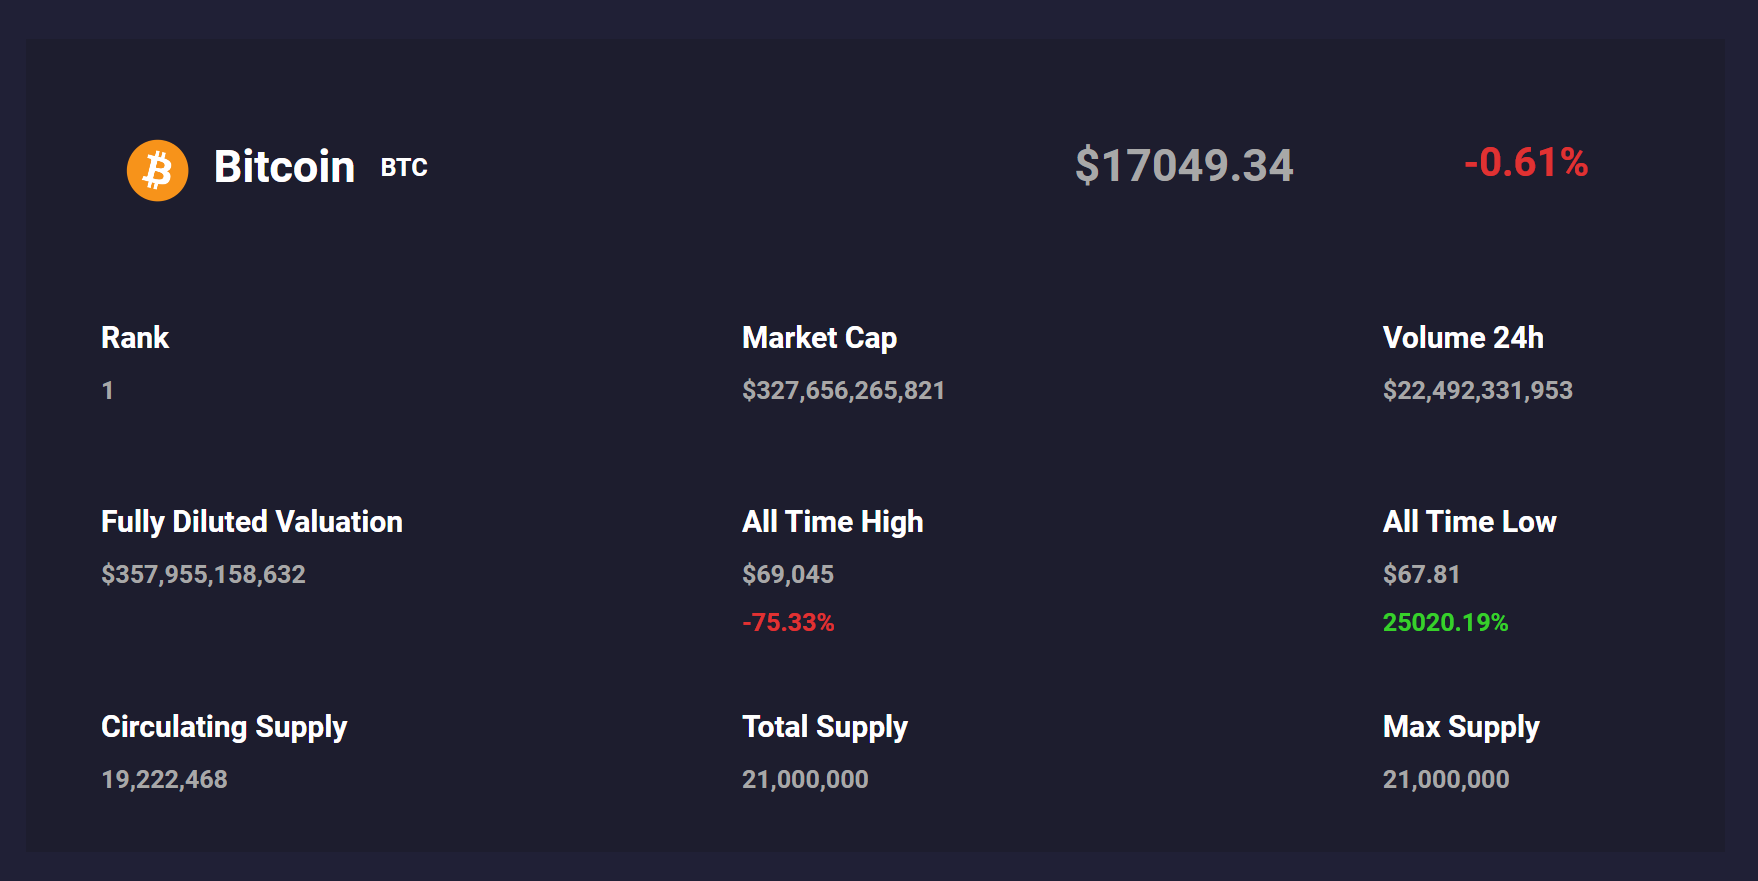 Bitcoin BTC $17049.34 -0.61%
Rank Market Cap Volume 24h
1 $327,656,265,821 $22,492,331,953
Fully Diluted Valuation All Time High All Time Low
$357,955,158,632 $69,045 $67.81
-75.33% 25020.19%
Circulating Supply Total Supply Max Supply
19,222,468 21,000,000 21,000,000